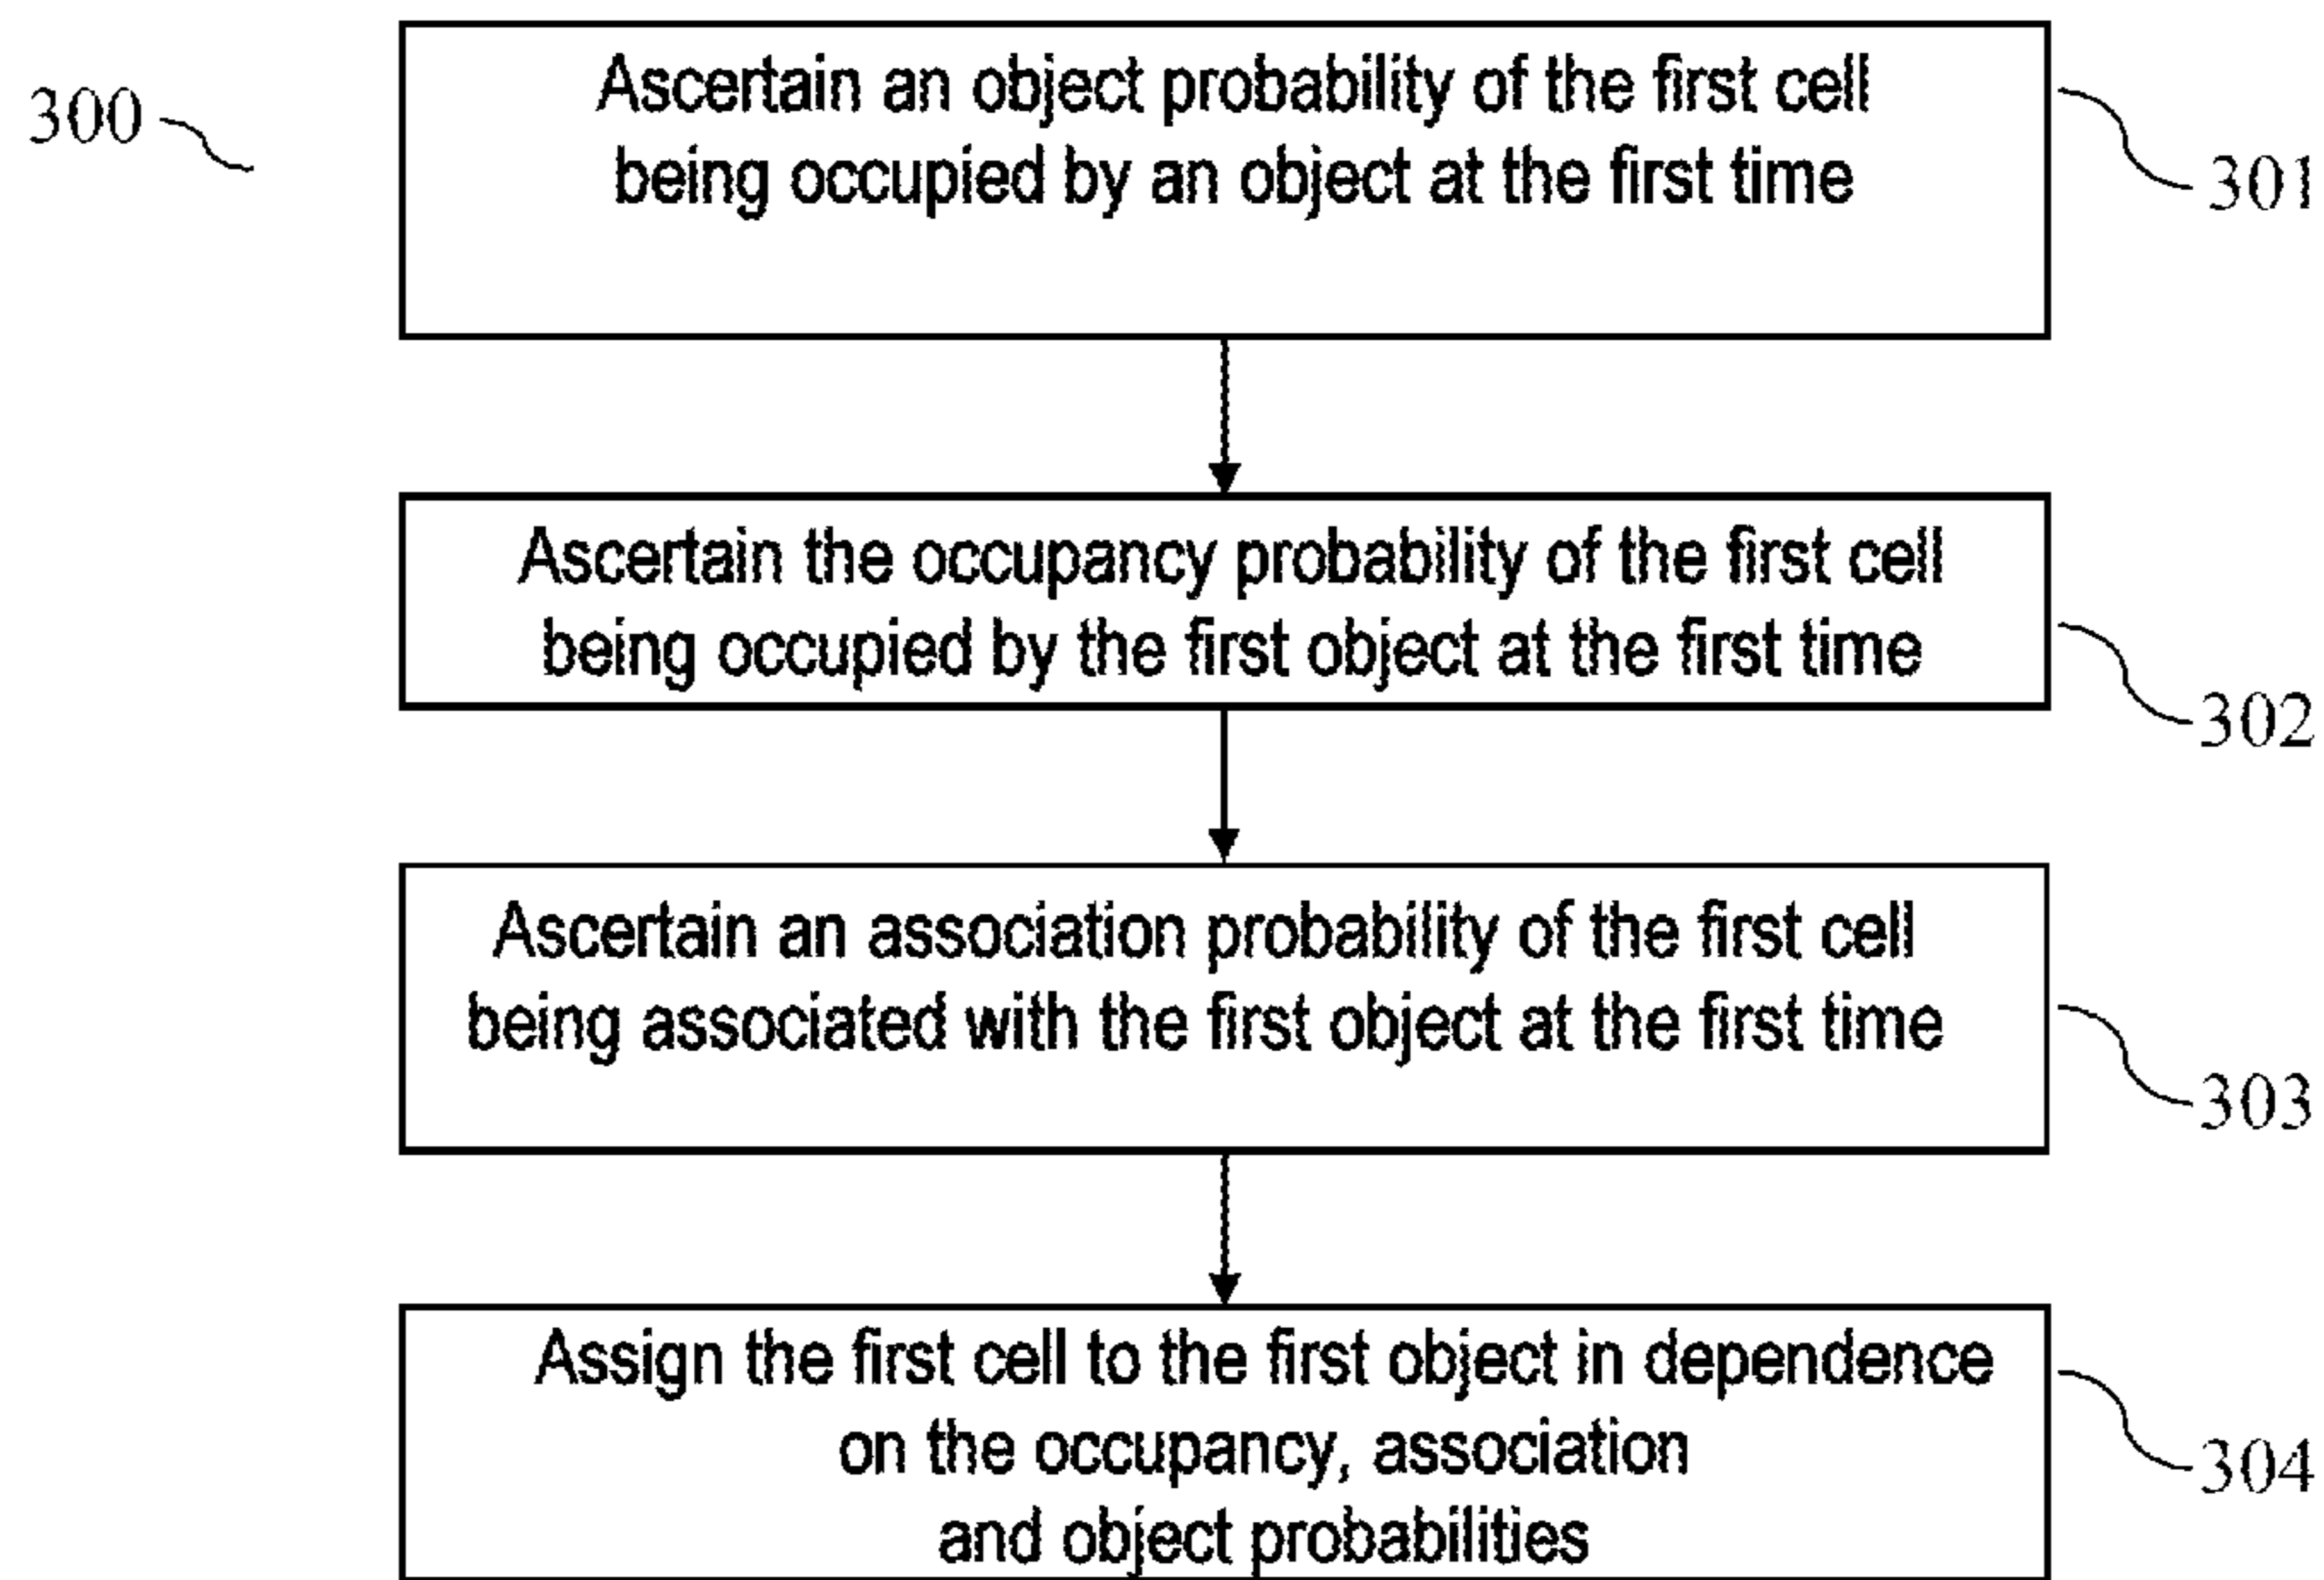 300
Ascertain an object probability of the first cell
being occupied by an object at the first time
301
Ascertain the occupancy probability of the first cell
being occupied by the first object at the first time
302
Ascertain an association probability of the first cell
being associated with the first object at the first time
303
Assign the first cell to the first object in dependence
on the occupancy, association
and object probabilities
304